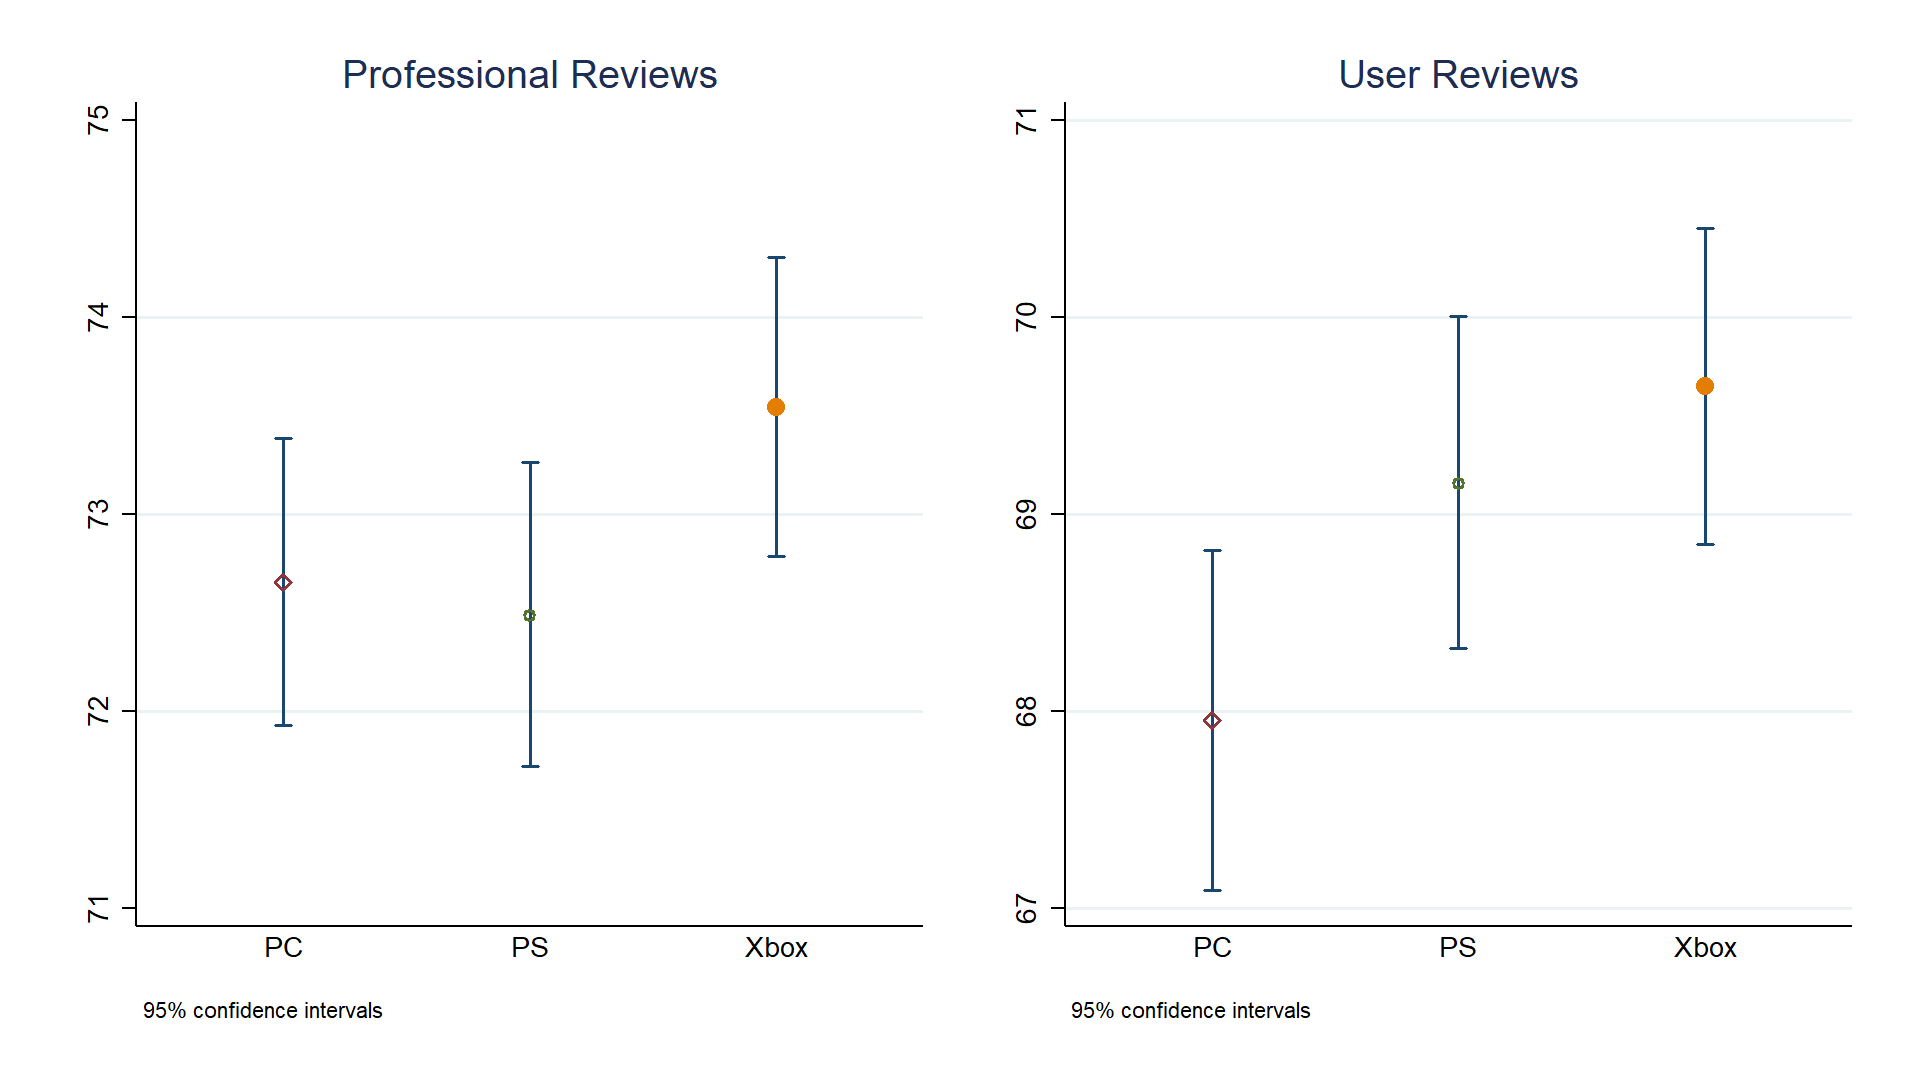 Professional Reviews
75
74
73
72
71
PC PS Xbox
95% confidence intervals
User Reviews
71
70
69
68
67
PC PS Xbox
95% confidence intervals